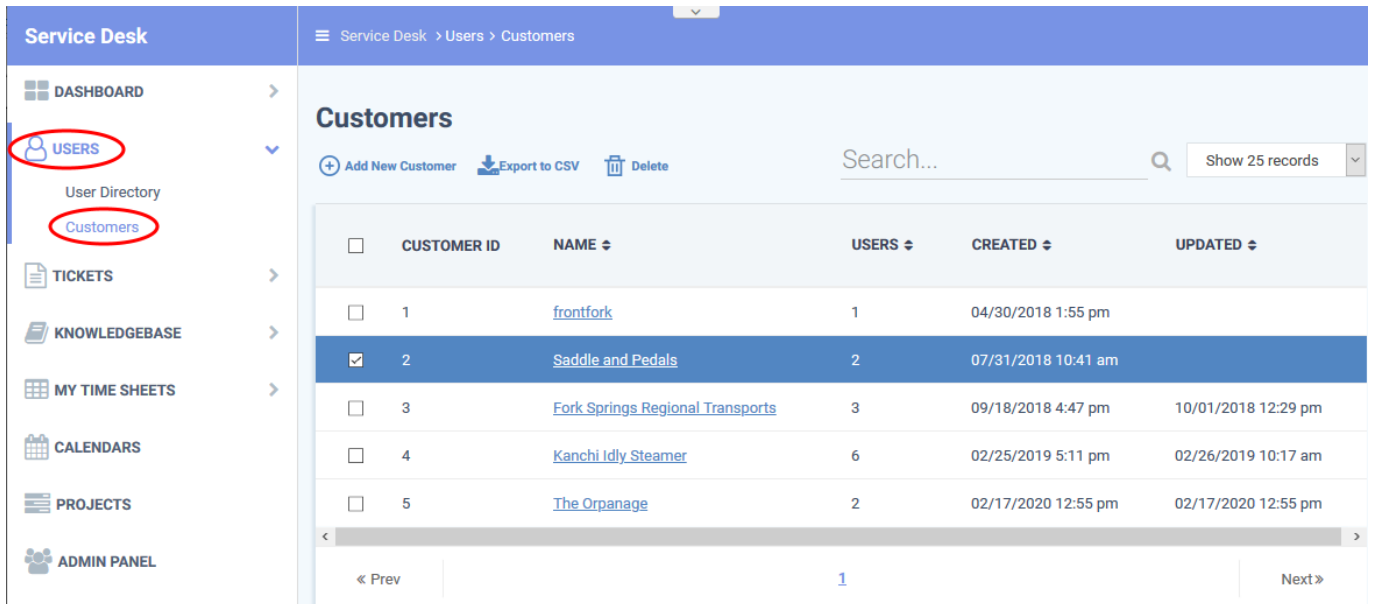 Service Desk
Service Desk > Users > Customers
DASHBOARD
USERS
User Directory
Customers
TICKETS
KNOWLEDGEBASE
MY TIME SHEETS
CALENDARS
PROJECTS
ADMIN PANEL
Customers
Add New Customer Export to CSV Delete Search... Show 25 records
CUSTOMER ID NAME USERS CREATED UPDATED
1 frontfork 1 04/30/2018 1:55 pm
2 Saddle and Pedals 2 07/31/2018 10:41 am
3 Fork Springs Regional Transports 3 09/18/2018 4:47 pm 10/01/2018 12:29 pm
4 Kanchi Idly Steamer 6 02/25/2019 5:11 pm 02/26/2019 10:17 am
5 The Orpanage 2 02/17/2020 12:55 pm 02/17/2020 12:55 pm
« Prev 1 Next »